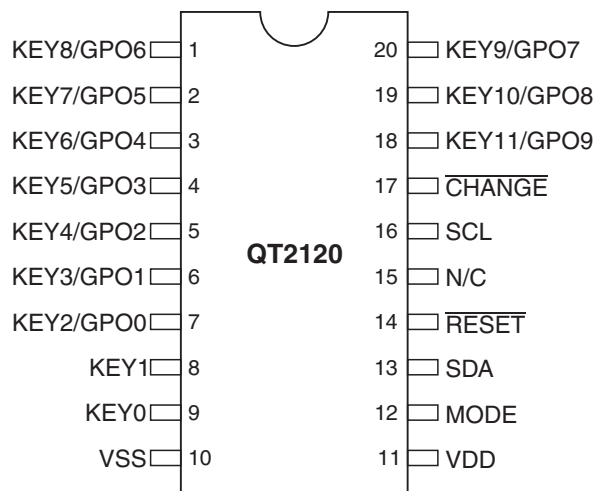 KEY8/GPO6 1 20 KEY9/GPO7
KEY7/GPO5 2 19 KEY10/GPO8
KEY6/GPO4 3 18 KEY11/GPO9
KEY5/GPO3 4 17 CHANGE
KEY4/GPO2 5 16 SCL
QT2120
KEY3/GPO1 6 15 N/C
KEY2/GPO0 7 14 RESET
KEY1 8 13 SDA
KEY0 9 12 MODE
VSS 10 11 VDD